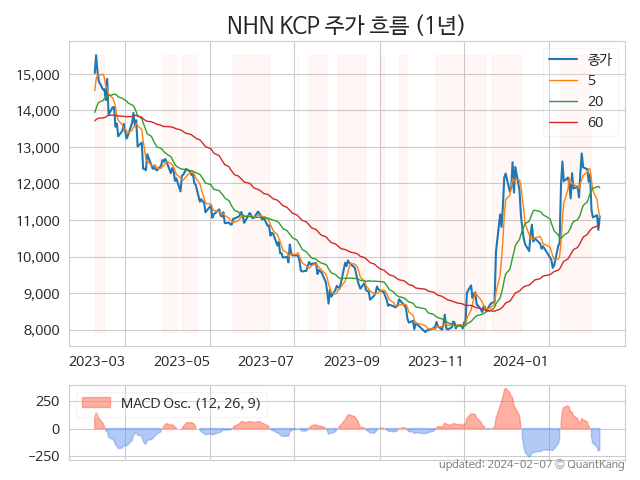 NHN KCP 주가 흐름 (1년)
종가
5
20
60
15,000
14,000
13,000
12,000
11,000
10,000
9,000
8,000
2023-03 2023-05 2023-07 2023-09 2023-11 2024-01
MACD Osc. (12, 26, 9)
250
0
−250
updated: 2024-02-07 © QuantKang